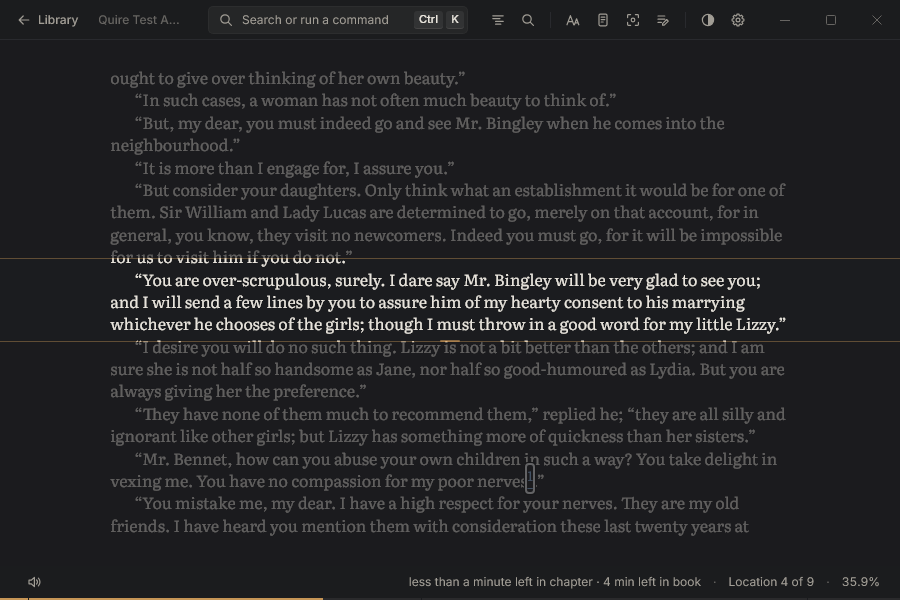 Library
Quire Test A...
Search or run a command
Ctrl K
ought to give over thinking of her own beauty.”
“In such cases, a woman has not often much beauty to think of.”
“But, my dear, you must indeed go and see Mr. Bingley when he comes into the
neighbourhood.”
“It is more than I engage for, I assure you.”
“But consider your daughters. Only think what an establishment it would be for one of
them. Sir William and Lady Lucas are determined to go, merely on that account, for in
general, you know, they visit no newcomers. Indeed you must go, for it will be impossible
for us to visit him if you do not.”
“You are over-scrupulous, surely. I dare say Mr. Bingley will be very glad to see you;
and I will send a few lines by you to assure him of my hearty consent to his marrying
whichever he chooses of the girls; though I must throw in a good word for my little Lizzy.”
“I desire you will do no such thing. Lizzy is not a bit better than the others; and I am
sure she is not half so handsome as Jane, nor half so good-humoured as Lydia. But you are
always giving her the preference.”
“They have none of them much to recommend them,” replied he; “they are all silly and
ignorant like other girls; but Lizzy has something more of quickness than her sisters.”
“Mr. Bennet, how can you abuse your own children in such a way? You take delight in
vexing me. You have no compassion for my poor nerves1.”
“You mistake me, my dear. I have a high respect for your nerves. They are my old
friends. I have heard you mention them with consideration these last twenty years at
less than a minute left in chapter · 4 min left in book · Location 4 of 9 · 35.9%